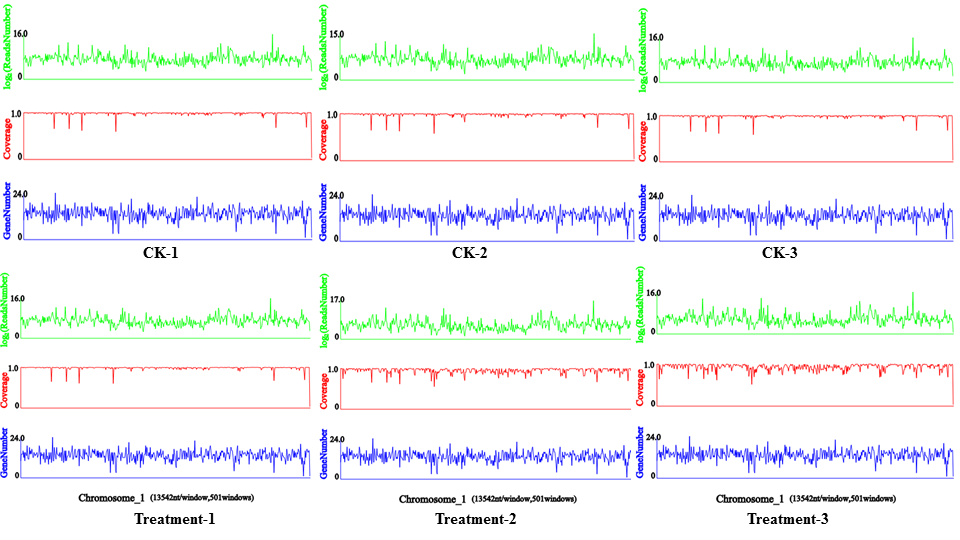 log₂(ReadsNumber)
16.0
0
Coverage
1.0
0
GeneNumber
24.0
0
CK-1
log₂(ReadsNumber)
15.0
0
Coverage
1.0
0
GeneNumber
24.0
0
CK-2
log₂(ReadsNumber)
16.0
0
Coverage
1.0
0
GeneNumber
24.0
0
CK-3
log₂(ReadsNumber)
16.0
0
Coverage
1.0
0
GeneNumber
24.0
0
Chromosome_1 (13542nt/window,501windows)
Treatment-1
log₂(ReadsNumber)
17.0
0
Coverage
1.0
0
GeneNumber
24.0
0
Chromosome_1 (13542nt/window,501windows)
Treatment-2
log₂(ReadsNumber)
16.0
0
Coverage
1.0
0
GeneNumber
24.0
0
Chromosome_1 (13542nt/window,501windows)
Treatment-3